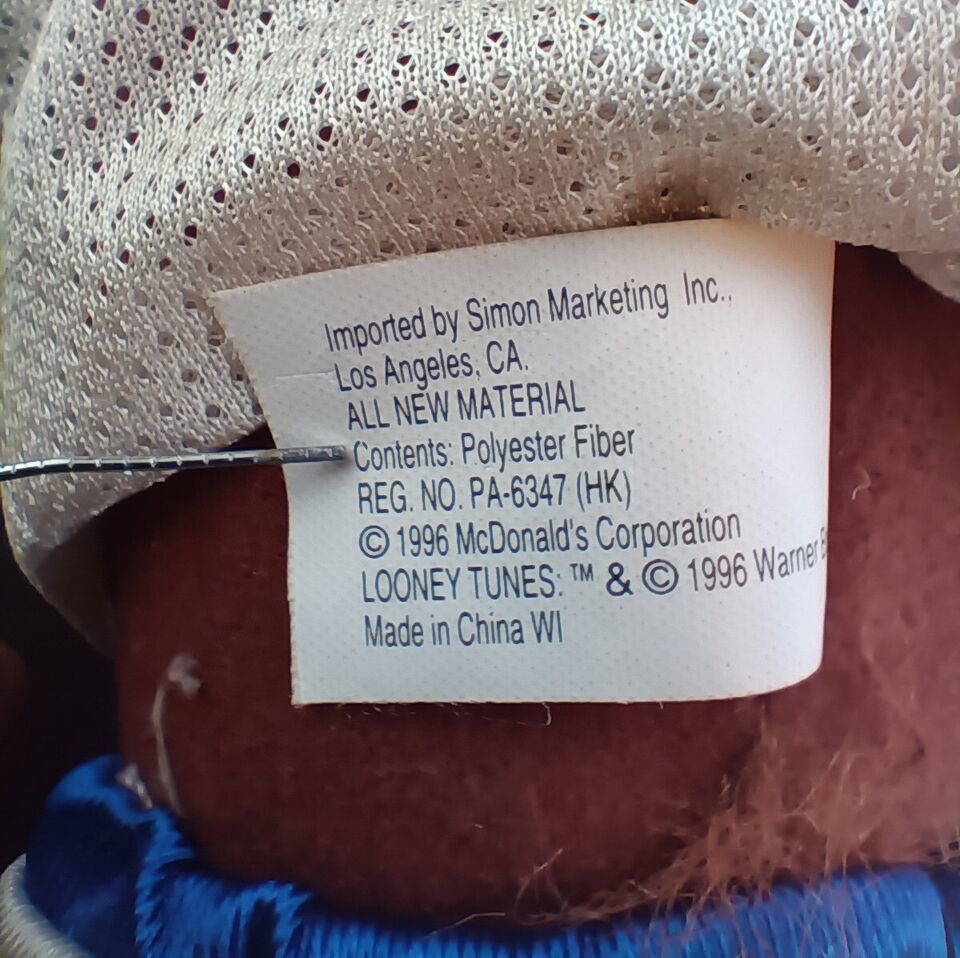 Imported by Simon Marketing Inc.,
Los Angeles, CA.
ALL NEW MATERIAL
Contents: Polyester Fiber
REG. NO. PA-6347 (HK)
© 1996 McDonald's Corporation
LOONEY TUNES: ™ & © 1996 Warner
Made in China WI